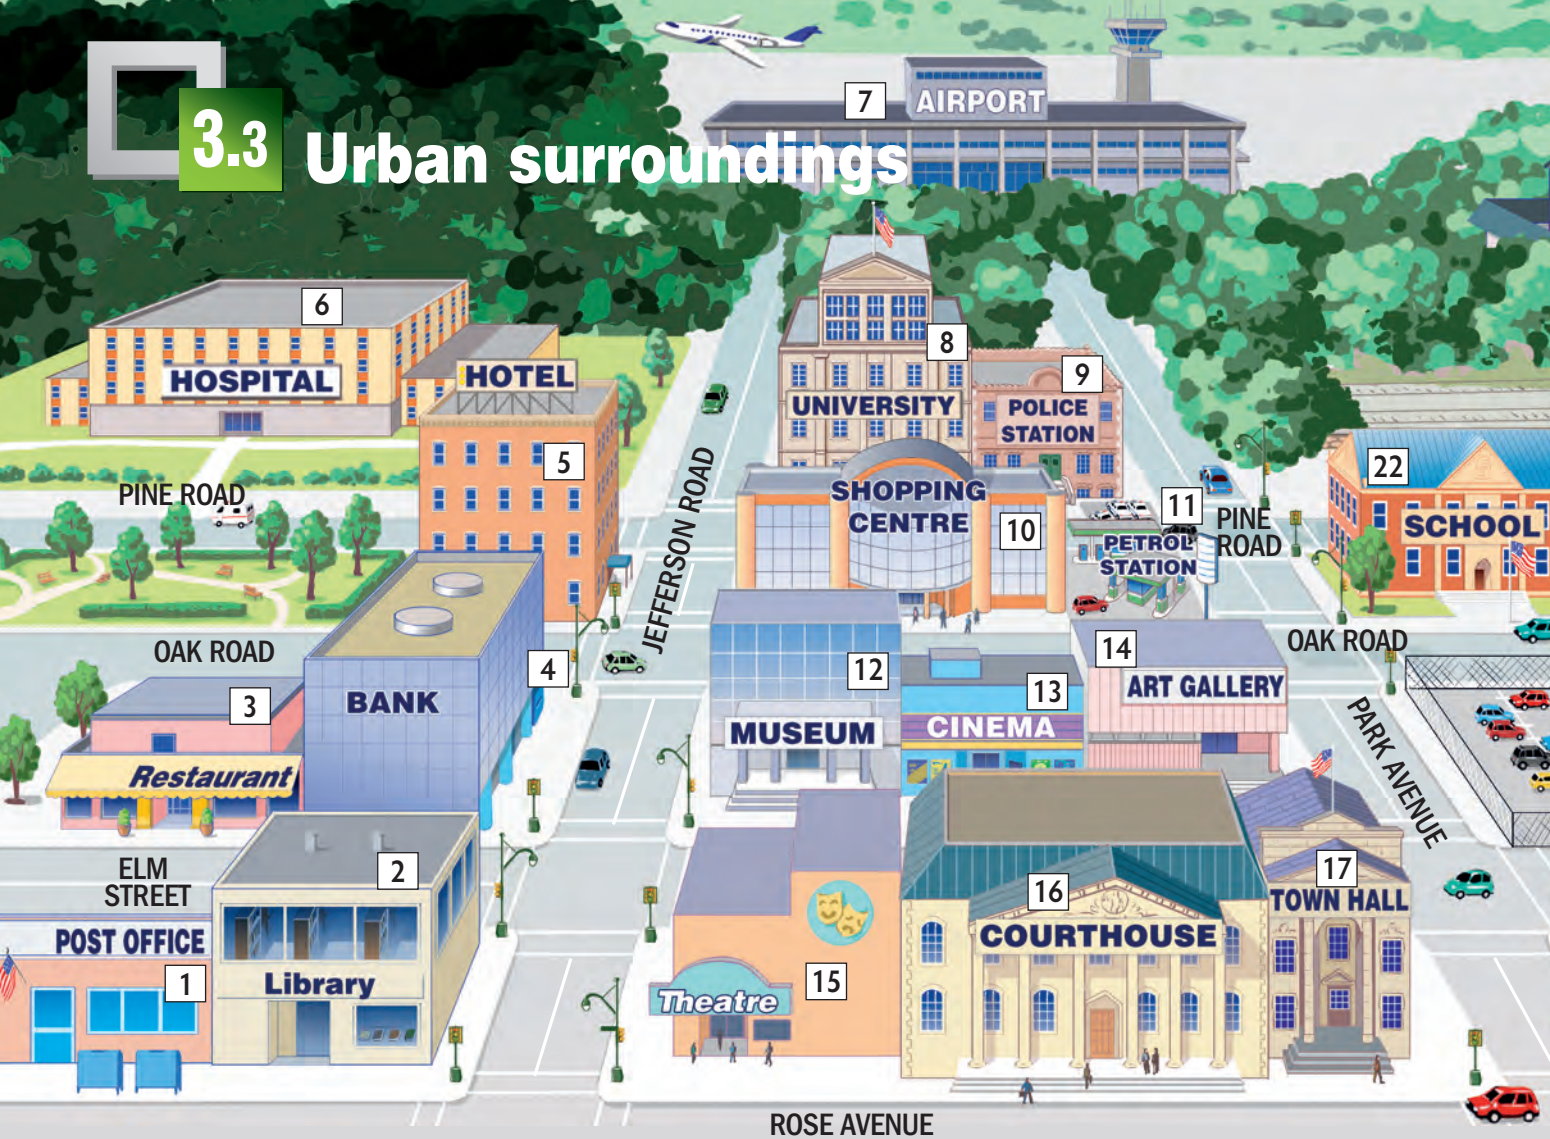 3.3 Urban surroundings
7
AIRPORT
6
HOSPITAL
HOTEL
5
8
UNIVERSITY
9
POLICE
STATION
PINE ROAD
JEFFERSON ROAD
SHOPPING
CENTRE
10
11
PETROL
STATION
PINE
ROAD
22
SCHOOL
OAK ROAD
4
BANK
3
Restaurant
12
MUSEUM
13
CINEMA
14
ART GALLERY
OAK ROAD
PARK AVENUE
ELM
STREET
2
Library
POST OFFICE
1
15
Theatre
16
COURTHOUSE
17
TOWN HALL
ROSE AVENUE